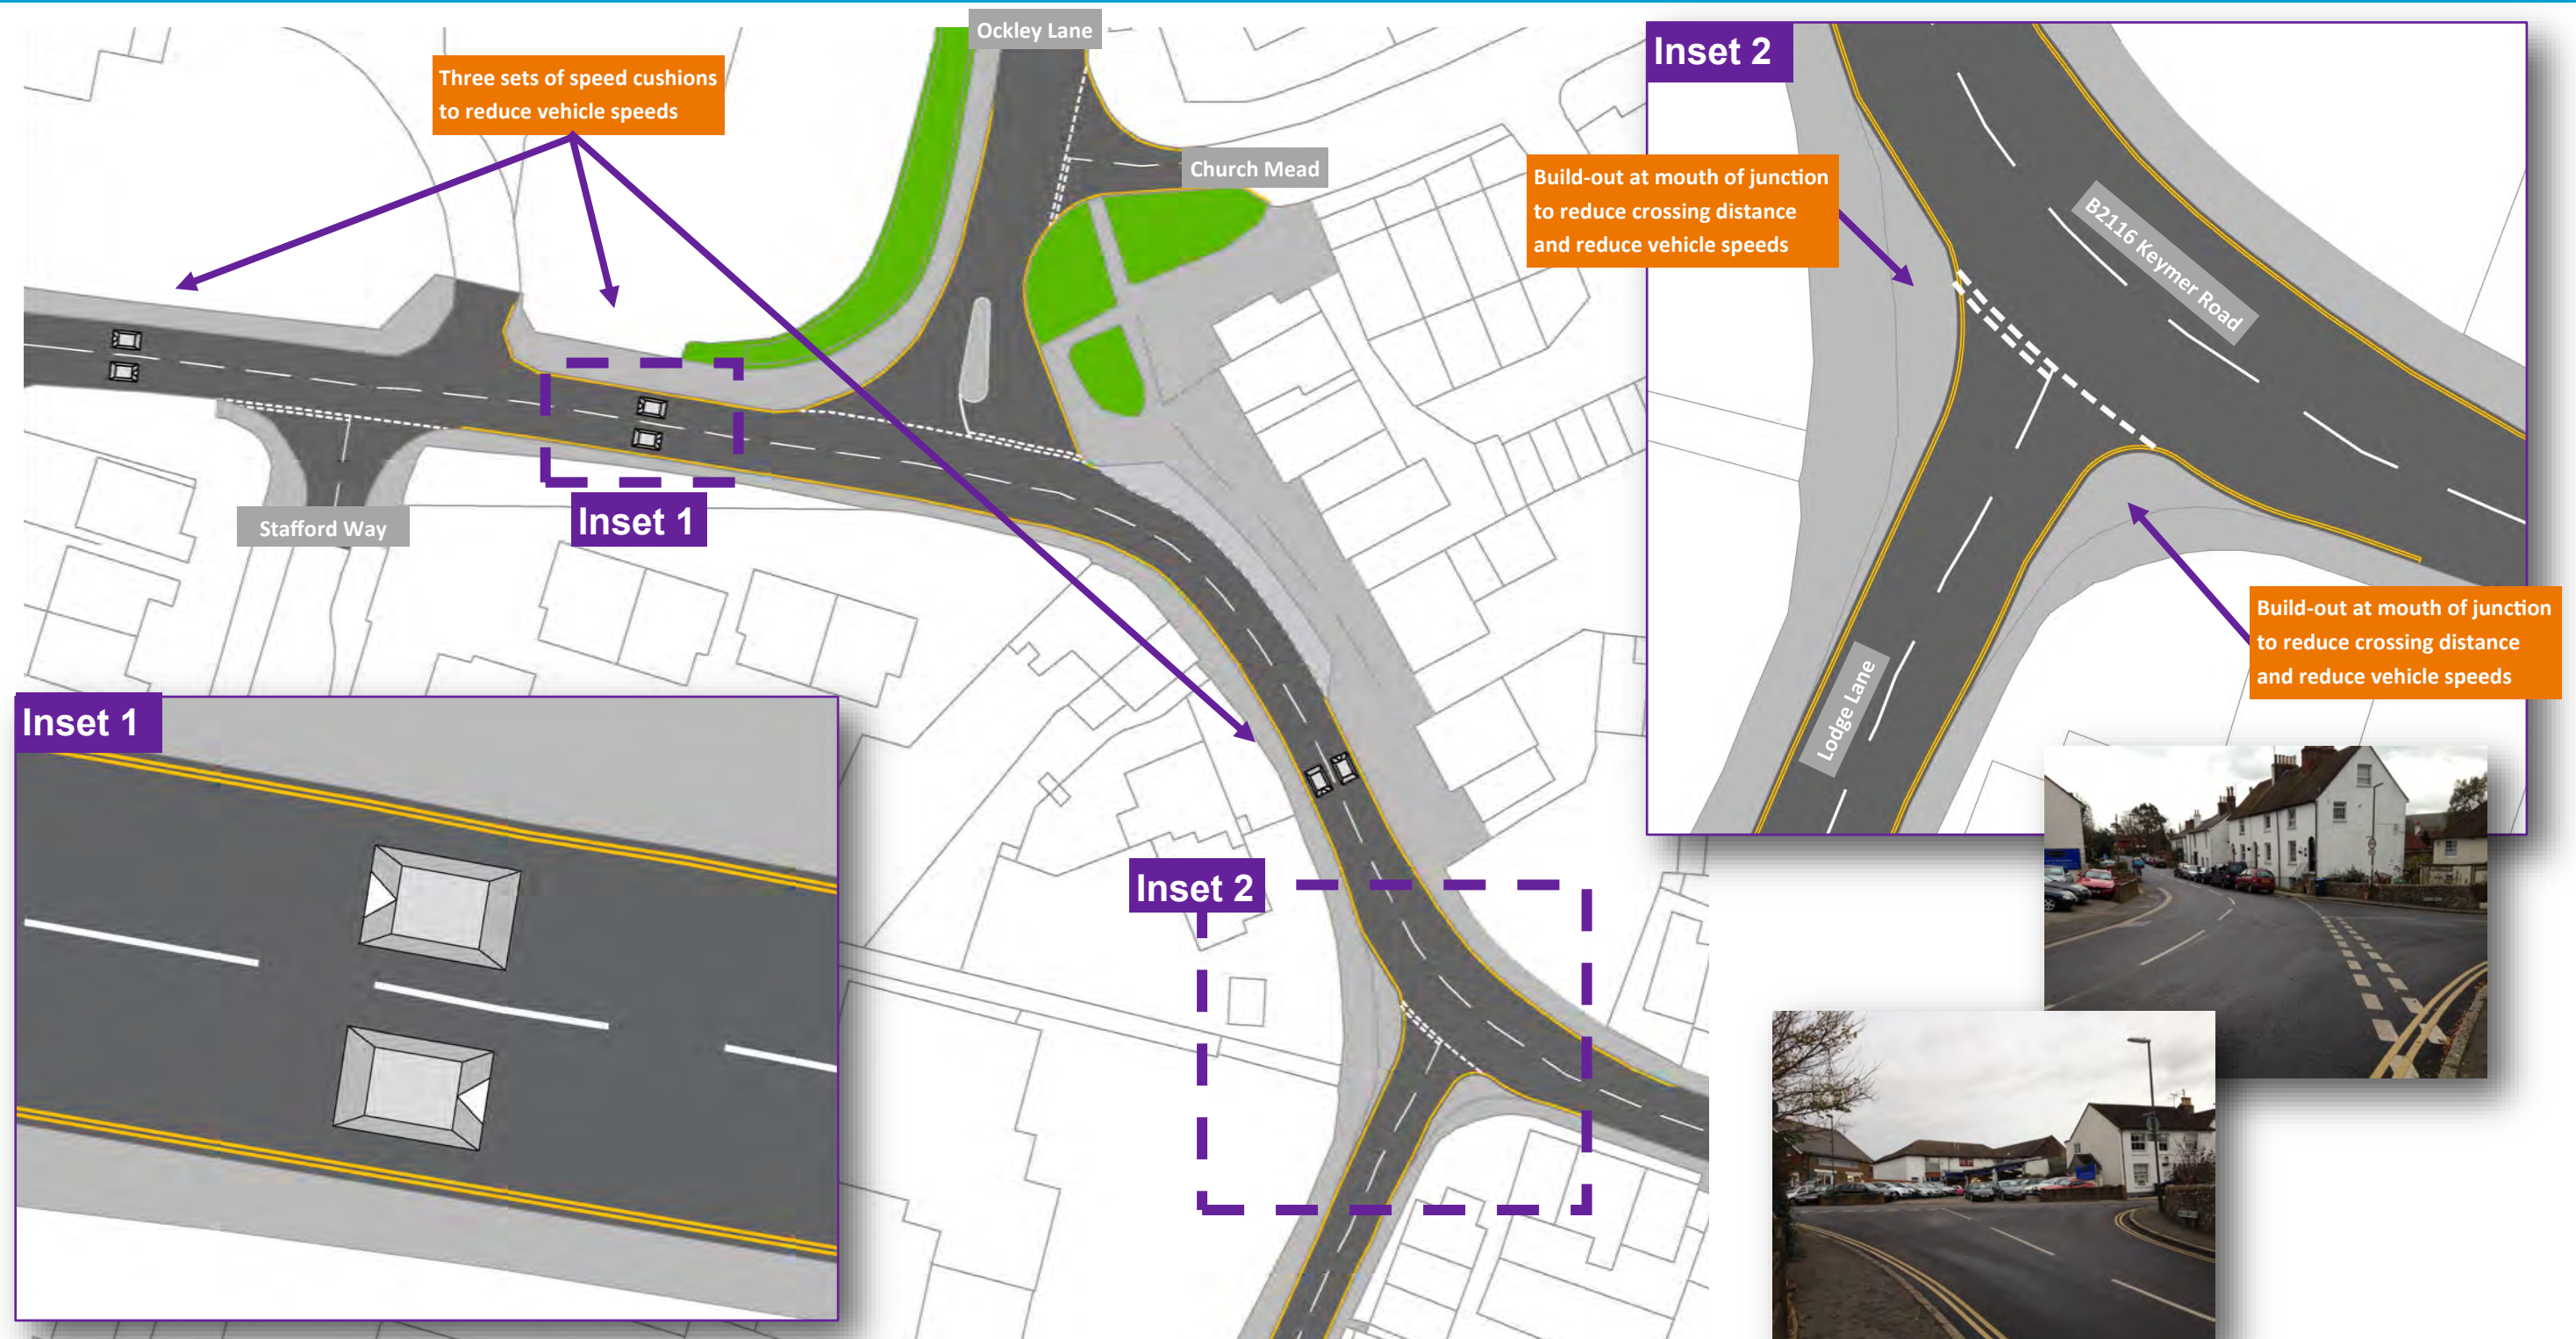 Ockley Lane
Three sets of speed cushions
to reduce vehicle speeds
Church Mead
Stafford Way
Inset 1
Inset 2
Inset 1
Inset 2
Build-out at mouth of junction
to reduce crossing distance
and reduce vehicle speeds
B2116 Keymer Road
Lodge Lane
Build-out at mouth of junction
to reduce crossing distance
and reduce vehicle speeds